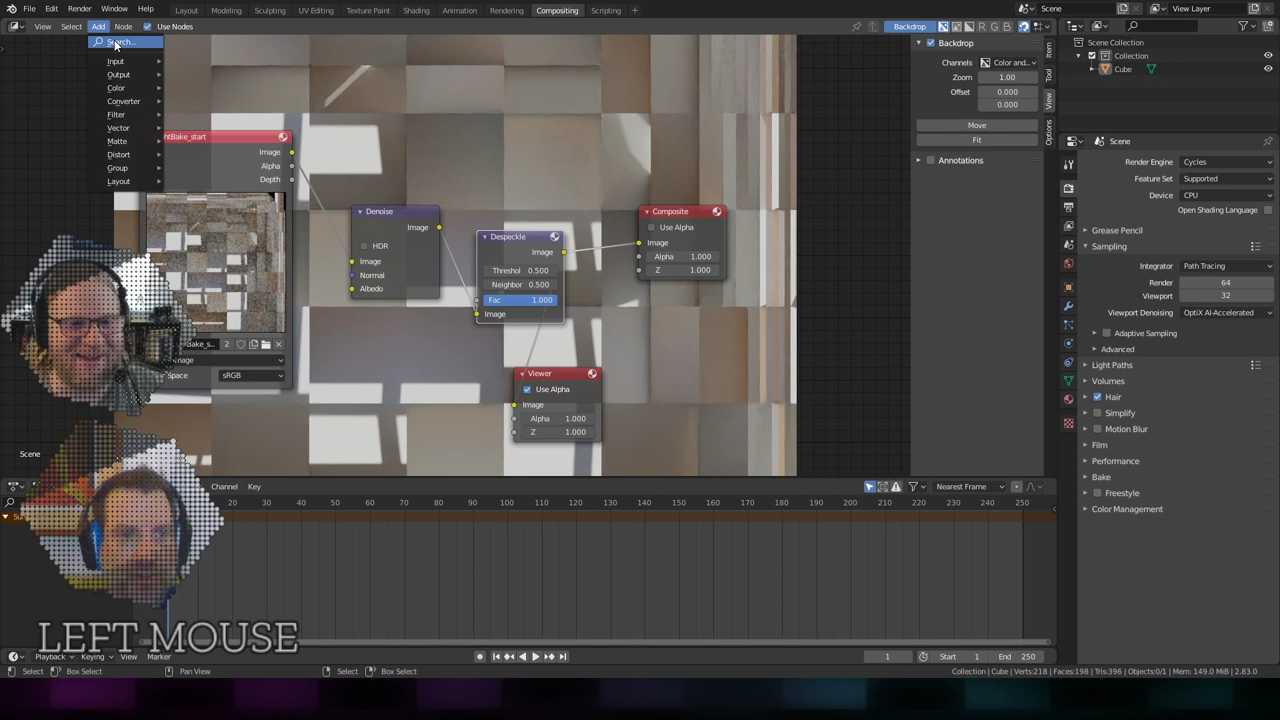 File Edit Render Window Help Layout Modeling Sculpting UV Editing Texture Paint Shading Animation Rendering Compositing Scripting Scene View Layer
View Select Add Node Use Nodes Backdrop
Search...
Input
Output
Color
Converter
Filter
Vector
Matte
Distort
Group
Layout
htBake_start
Image
Alpha
Depth
Bake_s... 2
mage
Space sRGB
Denoise
Image
HDR
Image
Normal
Albedo
Despeckle
Image
Threshol 0.500
Neighbor 0.500
Fac 1.000
Image
Composite
Use Alpha
Image
Alpha 1.000
Z 1.000
Viewer
Use Alpha
Image
Alpha 1.000
Z 1.000
Scene
Backdrop
Channels Color and...
Zoom 1.00
Offset 0.000
0.000
Move
Fit
Annotations
Item
Tool
View
Options
Scene Collection
Collection
Cube
Scene
Render Engine Cycles
Feature Set Supported
Device CPU
Open Shading Language
Grease Pencil
Sampling
Integrator Path Tracing
Render 64
Viewport 32
Viewport Denoising OptiX AI-Accelerated
Adaptive Sampling
Advanced
Light Paths
Volumes
Hair
Simplify
Motion Blur
Film
Performance
Bake
Freestyle
Color Management
Channel Key Nearest Frame
20 30 40 50 60 70 80 90 100 110 120 130 140 150 160 170 180 190 200 210 220 230 240 250
LEFT MOUSE
Playback Keying View Marker 1 Start 1 End 250
Select Box Select Pan View Select Box Select Collection | Cube | Verts:218 | Faces:198 | Tris:396 | Objects:0/1 | Mem: 149.0 MiB | 2.83.0